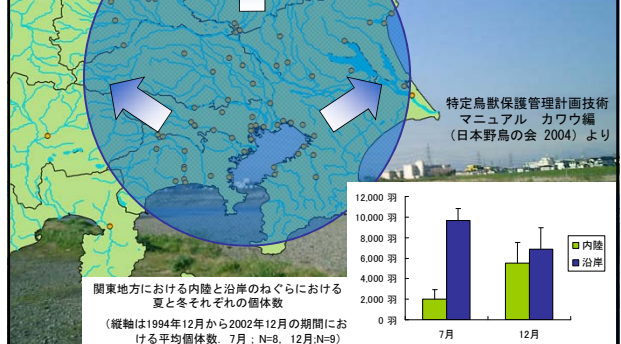 特定鳥獣保護管理計画技術
マニュアル　カワウ編
（日本野鳥の会 2004）より
12,000 羽
10,000 羽
8,000 羽
6,000 羽
4,000 羽
2,000 羽
0 羽
7月
12月
内陸
沿岸
関東地方における内陸と沿岸のねぐらにおける
夏と冬それぞれの個体数
（縦軸は1994年12月から2002年12月の期間にお
ける平均個体数．7月；N=8，12月;N=9）